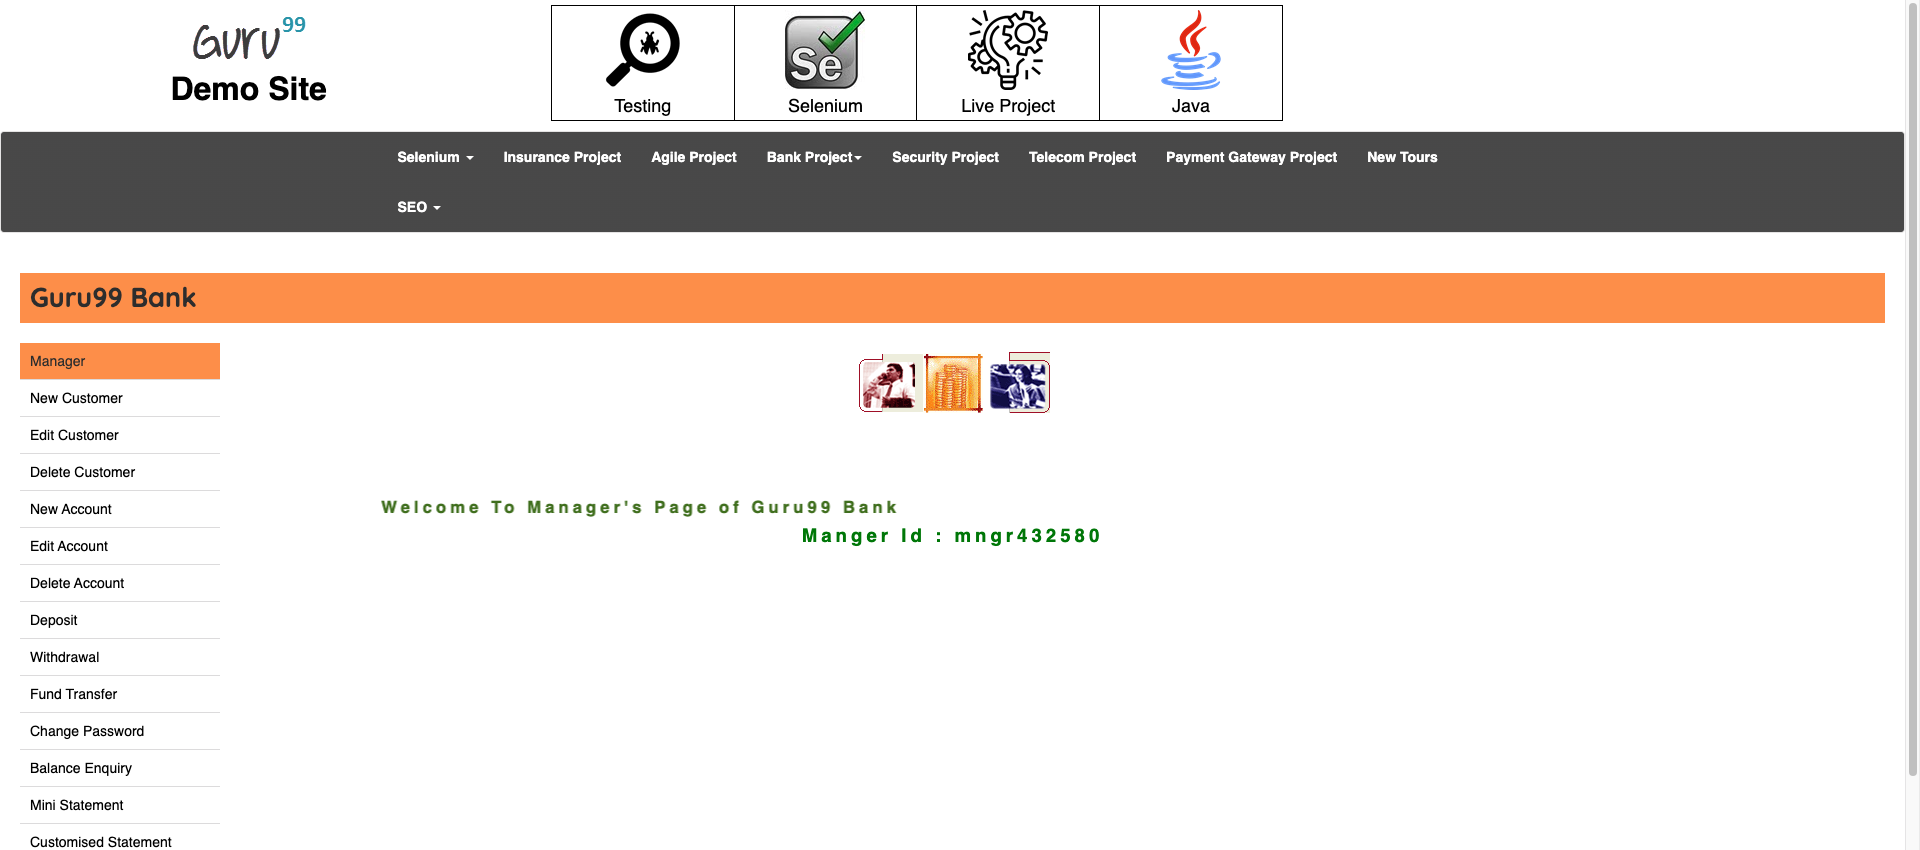 Guru99
Demo Site
Testing
Se
Selenium
Live Project
Java
Selenium
Insurance Project
Agile Project
Bank Project
Security Project
Telecom Project
Payment Gateway Project
New Tours
SEO
Guru99 Bank
Manager
New Customer
Edit Customer
Delete Customer
New Account
Edit Account
Delete Account
Deposit
Withdrawal
Fund Transfer
Change Password
Balance Enquiry
Mini Statement
Customised Statement
Welcome To Manager's Page of Guru99 Bank
Manger Id : mngr432580